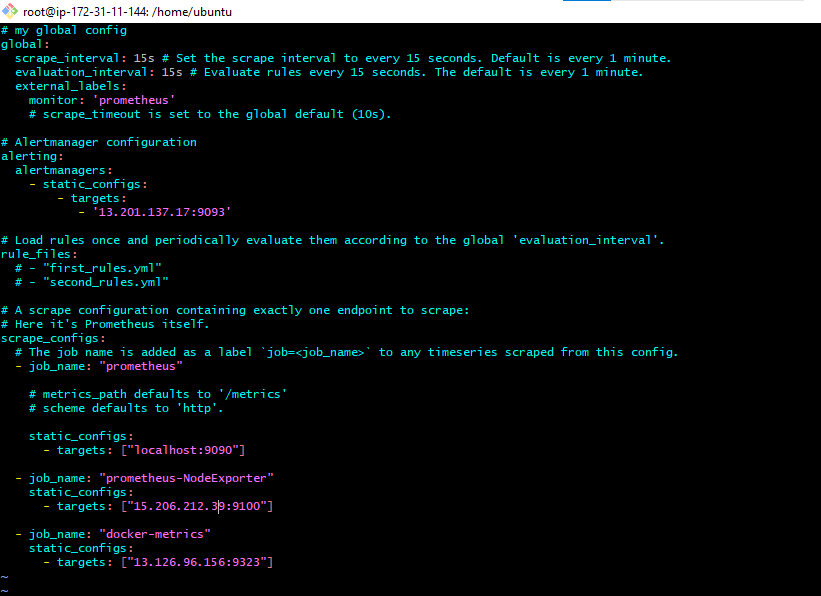 root@ip-172-31-11-144: /home/ubuntu
# my global config
global:
  scrape_interval: 15s # Set the scrape interval to every 15 seconds. Default is every 1 minute.
  evaluation_interval: 15s # Evaluate rules every 15 seconds. The default is every 1 minute.
  external_labels:
    monitor: 'prometheus'
    # scrape_timeout is set to the global default (10s).

# Alertmanager configuration
alerting:
  alertmanagers:
    - static_configs:
        - targets:
           - '13.201.137.17:9093'

# Load rules once and periodically evaluate them according to the global 'evaluation_interval'.
rule_files:
  # - "first_rules.yml"
  # - "second_rules.yml"

# A scrape configuration containing exactly one endpoint to scrape:
# Here it's Prometheus itself.
scrape_configs:
  # The job name is added as a label `job=<job_name>` to any timeseries scraped from this config.
  - job_name: "prometheus"

    # metrics_path defaults to '/metrics'
    # scheme defaults to 'http'.

    static_configs:
      - targets: ["localhost:9090"]

  - job_name: "prometheus-NodeExporter"
    static_configs:
      - targets: ["15.206.212.39:9100"]

  - job_name: "docker-metrics"
    static_configs:
      - targets: ["13.126.96.156:9323"]
~
~